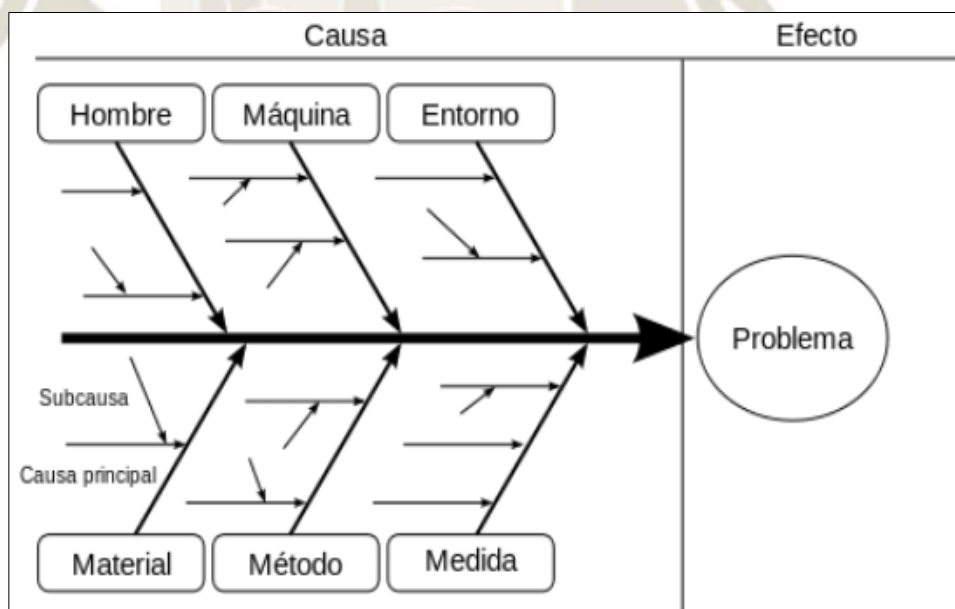 Causa
Efecto
Hombre
Máquina
Entorno
Problema
Subcausa
Causa principal
Material
Método
Medida